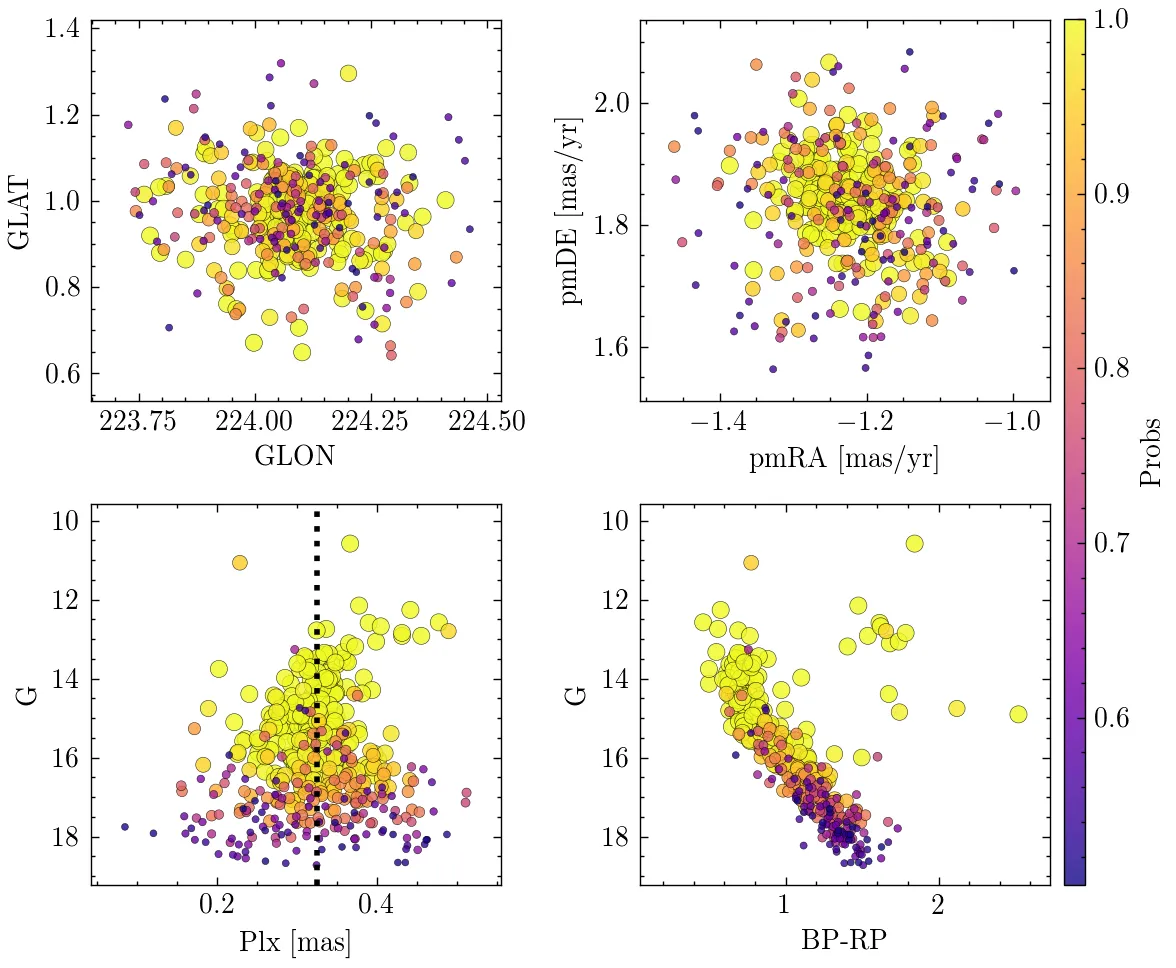 1.4
1.2
1.0
0.8
0.6
GLAT
223.75 224.00 224.25 224.50
GLON
2.0
1.8
1.6
pmDE [mas/yr]
−1.4 −1.2 −1.0
pmRA [mas/yr]
1.0
0.9
0.8
0.7
0.6
Probs
10
12
14
16
18
G
0.2 0.4
Plx [mas]
10
12
14
16
18
G
1 2
BP-RP